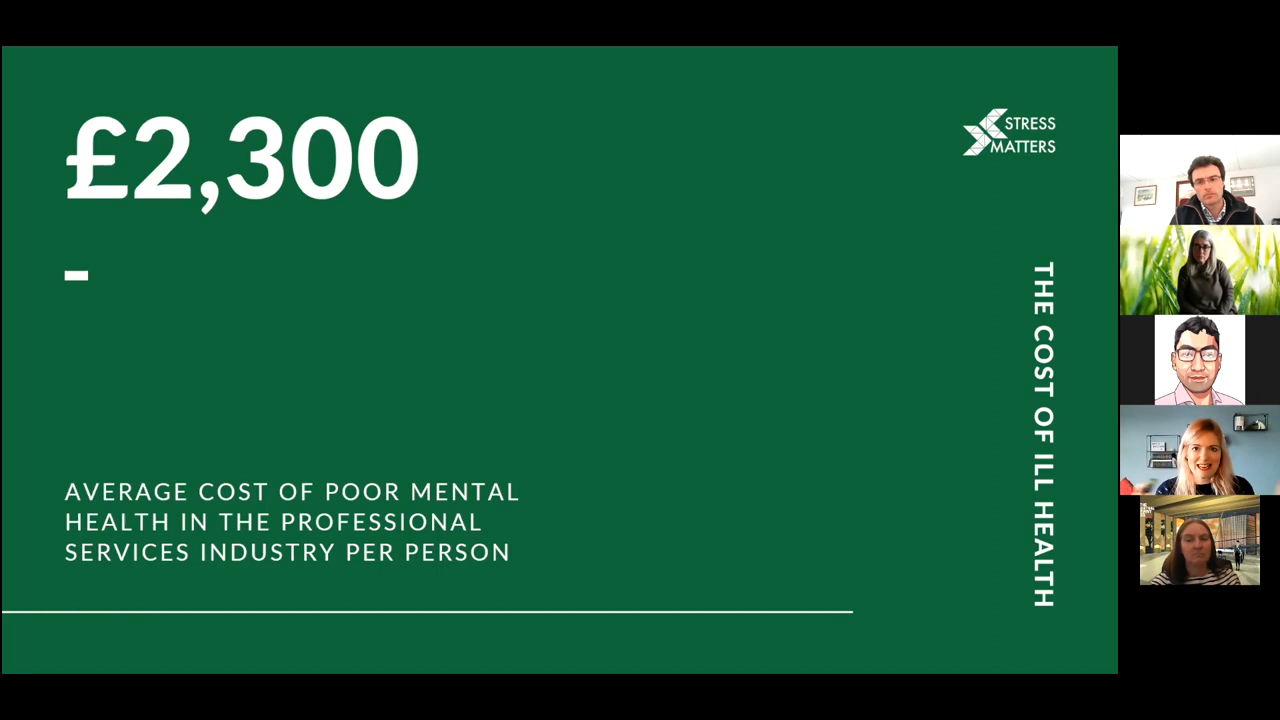 £2,300
-
STRESS
MATTERS
THE COST OF ILL HEALTH
AVERAGE COST OF POOR MENTAL
HEALTH IN THE PROFESSIONAL
SERVICES INDUSTRY PER PERSON